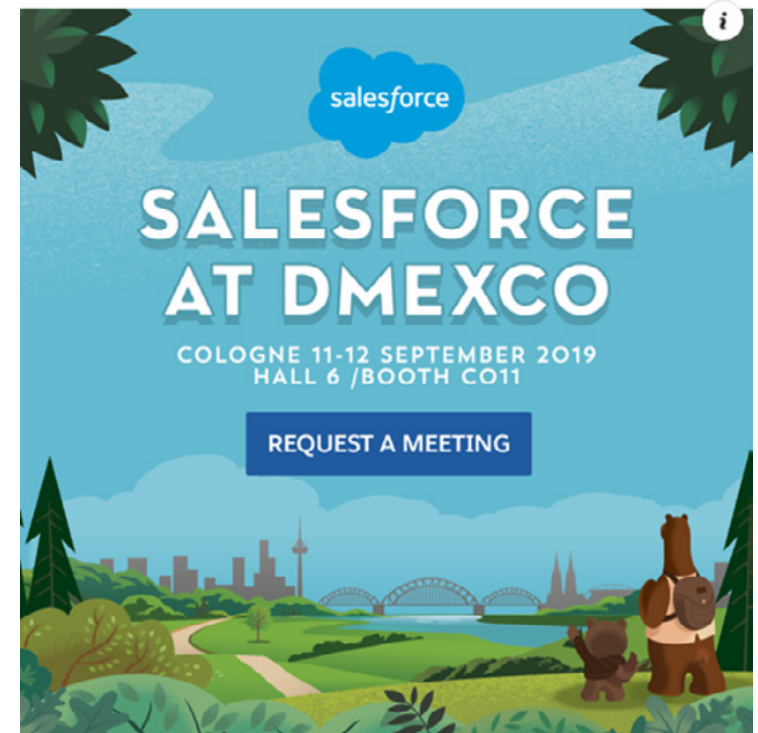 i
salesforce
SALESFORCE
AT DMEXCO
COLOGNE 11-12 SEPTEMBER 2019
HALL 6 /BOOTH CO11
REQUEST A MEETING